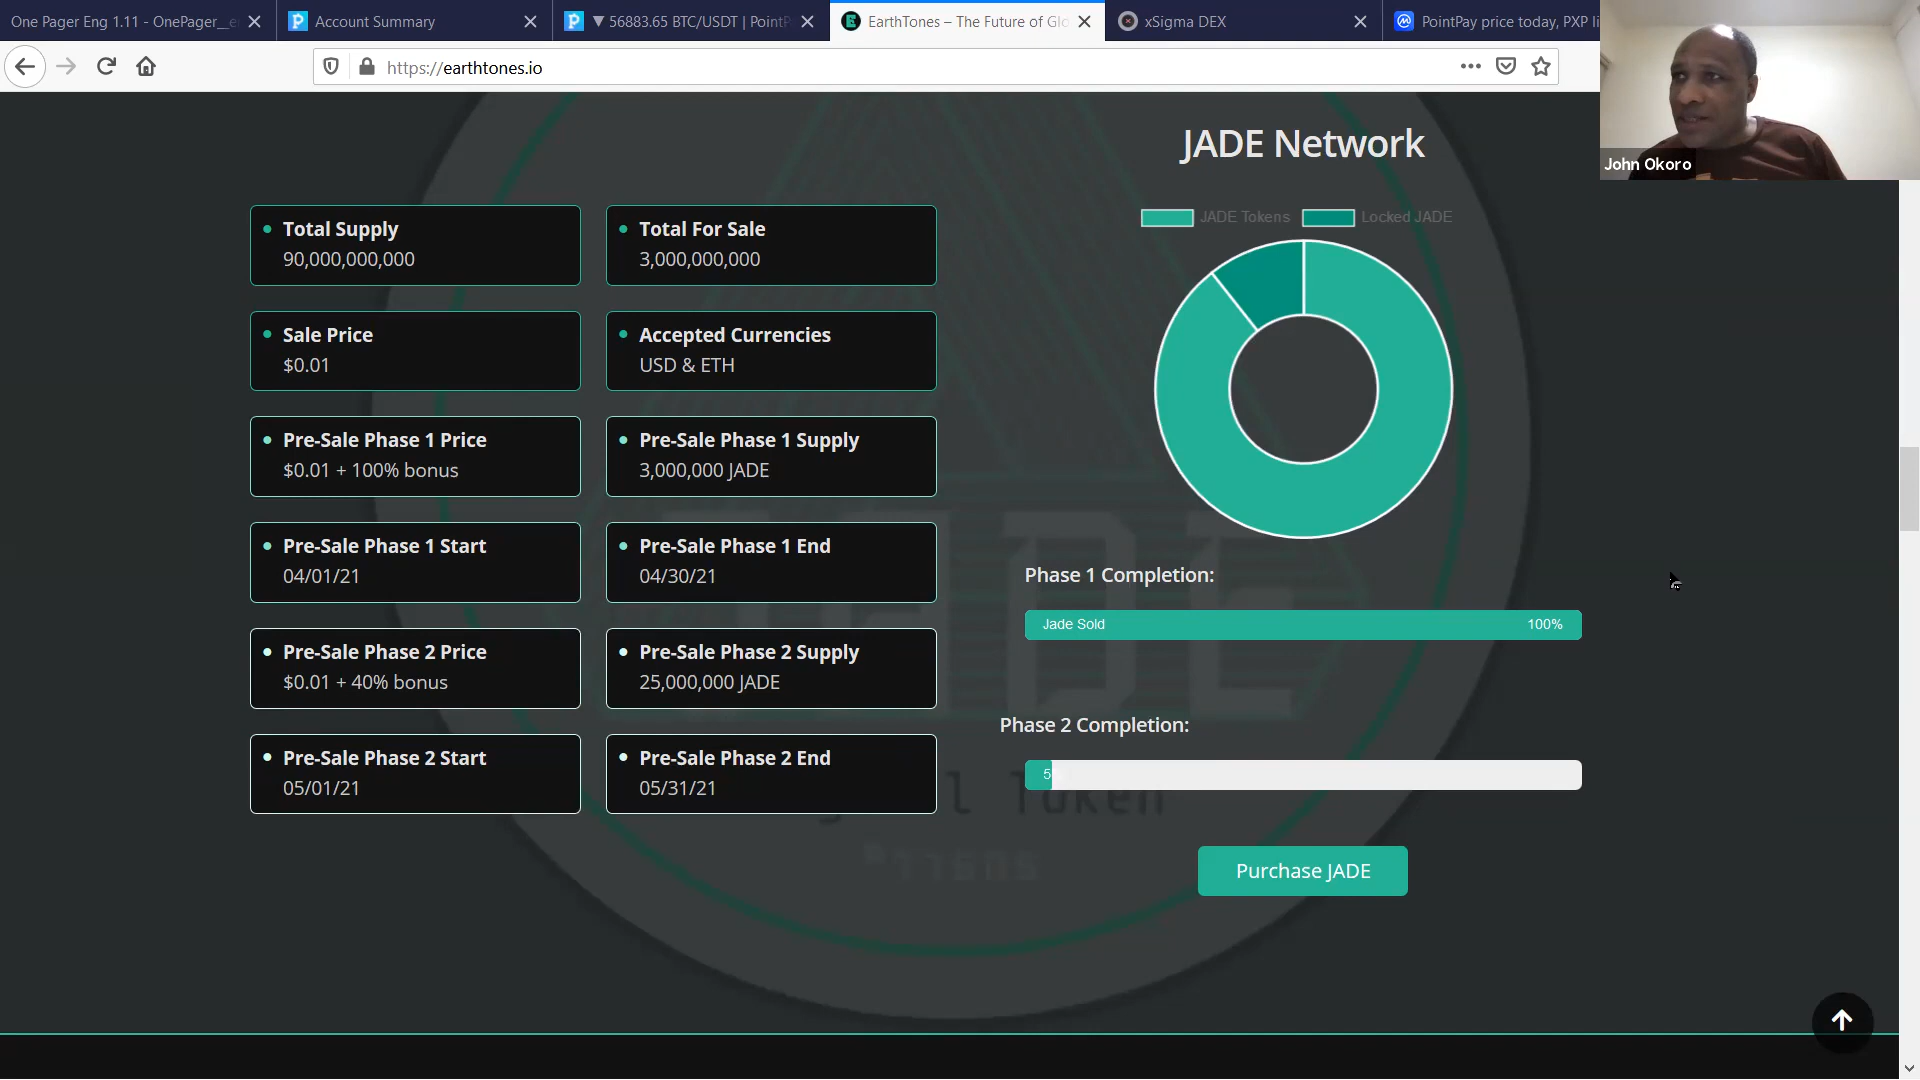 One Pager Eng 1.11 - OnePager_e
Account Summary
▼ 56883.65 BTC/USDT | PointP
EarthTones – The Future of Glo
xSigma DEX
PointPay price today, PXP li
https://earthtones.io
John Okoro
JADE Network
JADE Tokens
Locked JADE
Total Supply
90,000,000,000
Total For Sale
3,000,000,000
Sale Price
$0.01
Accepted Currencies
USD & ETH
Pre-Sale Phase 1 Price
$0.01 + 100% bonus
Pre-Sale Phase 1 Supply
3,000,000 JADE
Pre-Sale Phase 1 Start
04/01/21
Pre-Sale Phase 1 End
04/30/21
Pre-Sale Phase 2 Price
$0.01 + 40% bonus
Pre-Sale Phase 2 Supply
25,000,000 JADE
Pre-Sale Phase 2 Start
05/01/21
Pre-Sale Phase 2 End
05/31/21
Phase 1 Completion:
Jade Sold 100%
Phase 2 Completion:
5
Token
Purchase JADE